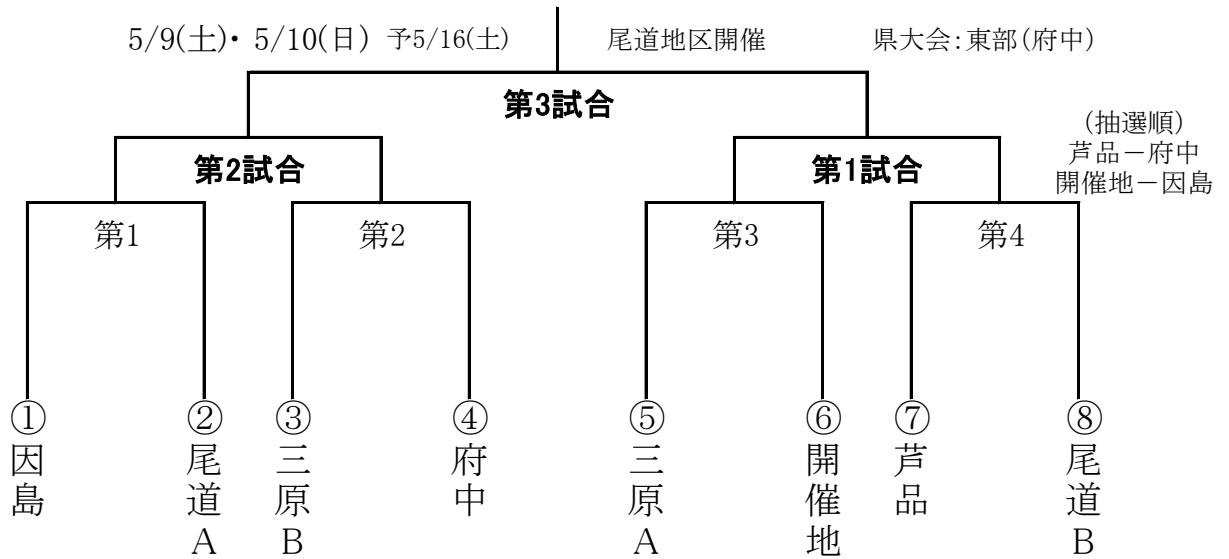 5/9(土)・ 5/10(日) 予5/16(土) 尾道地区開催 県大会:東部(府中)
第3試合
(抽選順)
芦品－府中
開催地－因島
第2試合 第1試合
第1 第2 第3 第4
①因島
②尾道A
③三原B
④府中
⑤三原A
⑥開催地
⑦芦品
⑧尾道B